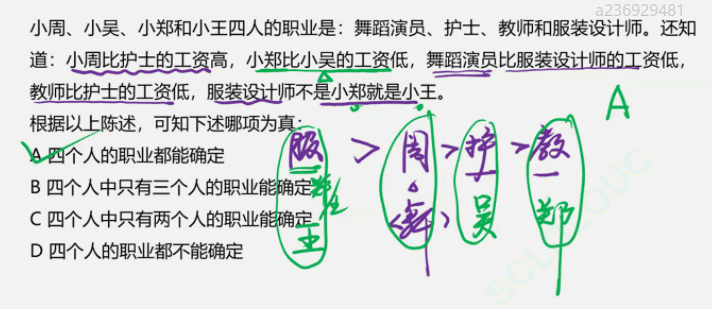 a236929481
小周、小吴、小郑和小王四人的职业是：舞蹈演员、护士、教师和服装设计师。还知
道：小周比护士的工资高，小郑比小吴的工资低，舞蹈演员比服装设计师的工资低，
教师比护士的工资低，服装设计师不是小郑就是小王。
根据以上陈述，可知下述哪项为真：
A 四个人的职业都能确定
B 四个人中只有三个人的职业能确定
C 四个人中只有两个人的职业能确定
D 四个人的职业都不能确定
A
服 > 周 > 护 > 教
郑/王
王 <舞> 吴 郑